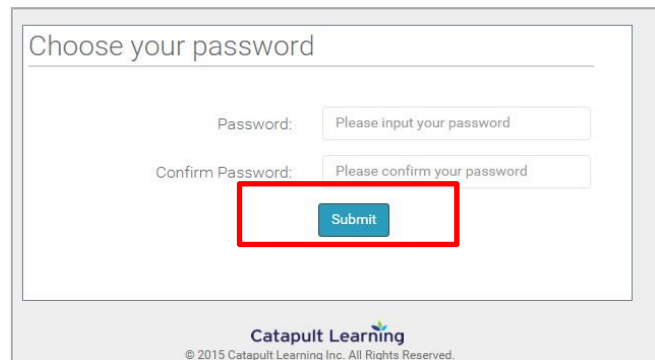 Choose your password
Password: Please input your password
Confirm Password: Please confirm your password
Submit
Catapult Learning
© 2015 Catapult Learning Inc. All Rights Reserved.